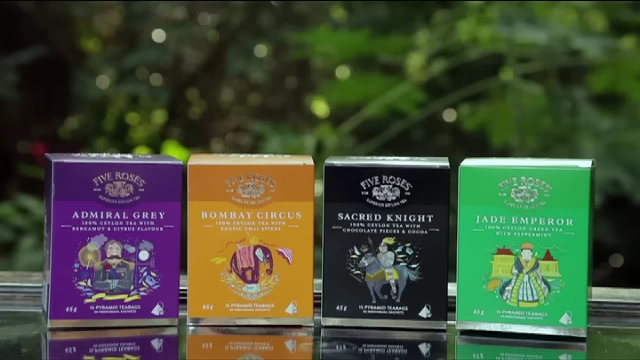 FIVE ROSES
ADMIRAL GREY
100% CEYLON TEA WITH
BERGAMOT & CITRUS FLAVOUR
45g
15 PYRAMID TEABAGS
FIVE ROSES
BOMBAY CIRCUS
100% CEYLON TEA WITH
EXOTIC CHAI SPICES
15 PYRAMID TEABAGS
FIVE ROSES
SUPERIOR CEYLON TEA
SACRED KNIGHT
100% CEYLON TEA WITH
CHOCOLATE PIECES & COCOA
45g
15 PYRAMID TEABAGS
FIVE ROSES
JADE EMPEROR
100% CEYLON GREEN TEA
WITH PEPPERMINT
45g
15 PYRAMID TEABAGS